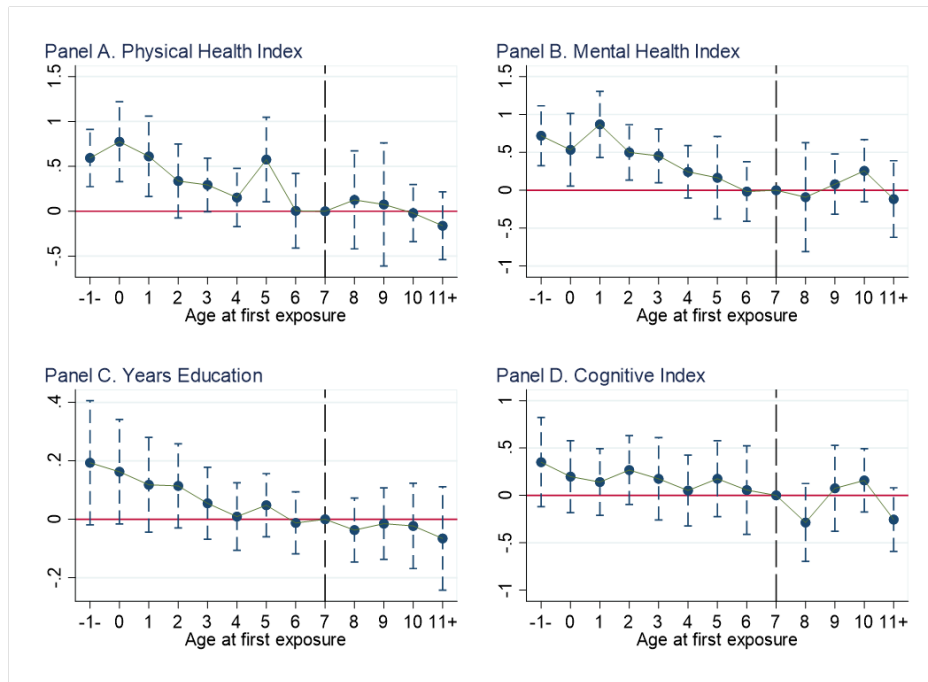 Panel A. Physical Health Index
1.5
1
.5
0
-.5
-1- 0 1 2 3 4 5 6 7 8 9 10 11+
Age at first exposure
Panel B. Mental Health Index
1.5
1
.5
0
-.5
-1
-1- 0 1 2 3 4 5 6 7 8 9 10 11+
Age at first exposure
Panel C. Years Education
.4
.2
0
-.2
-1 0 1 2 3 4 5 6 7 8 9 10 11+
Age at first exposure
Panel D. Cognitive Index
1
.5
0
-.5
-1
-1- 0 1 2 3 4 5 6 7 8 9 10 11+
Age at first exposure